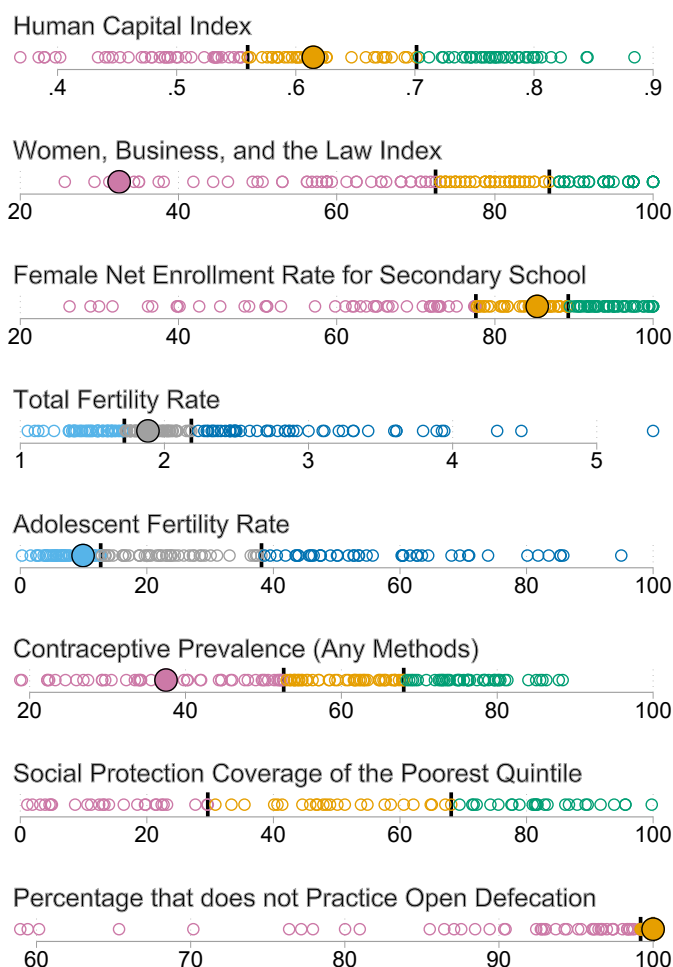 Human Capital Index
.4 .5 .6 .7 .8 .9
Women, Business, and the Law Index
20 40 60 80 100
Female Net Enrollment Rate for Secondary School
20 40 60 80 100
Total Fertility Rate
1 2 3 4 5
Adolescent Fertility Rate
0 20 40 60 80 100
Contraceptive Prevalence (Any Methods)
20 40 60 80 100
Social Protection Coverage of the Poorest Quintile
0 20 40 60 80 100
Percentage that does not Practice Open Defecation
60 70 80 90 100